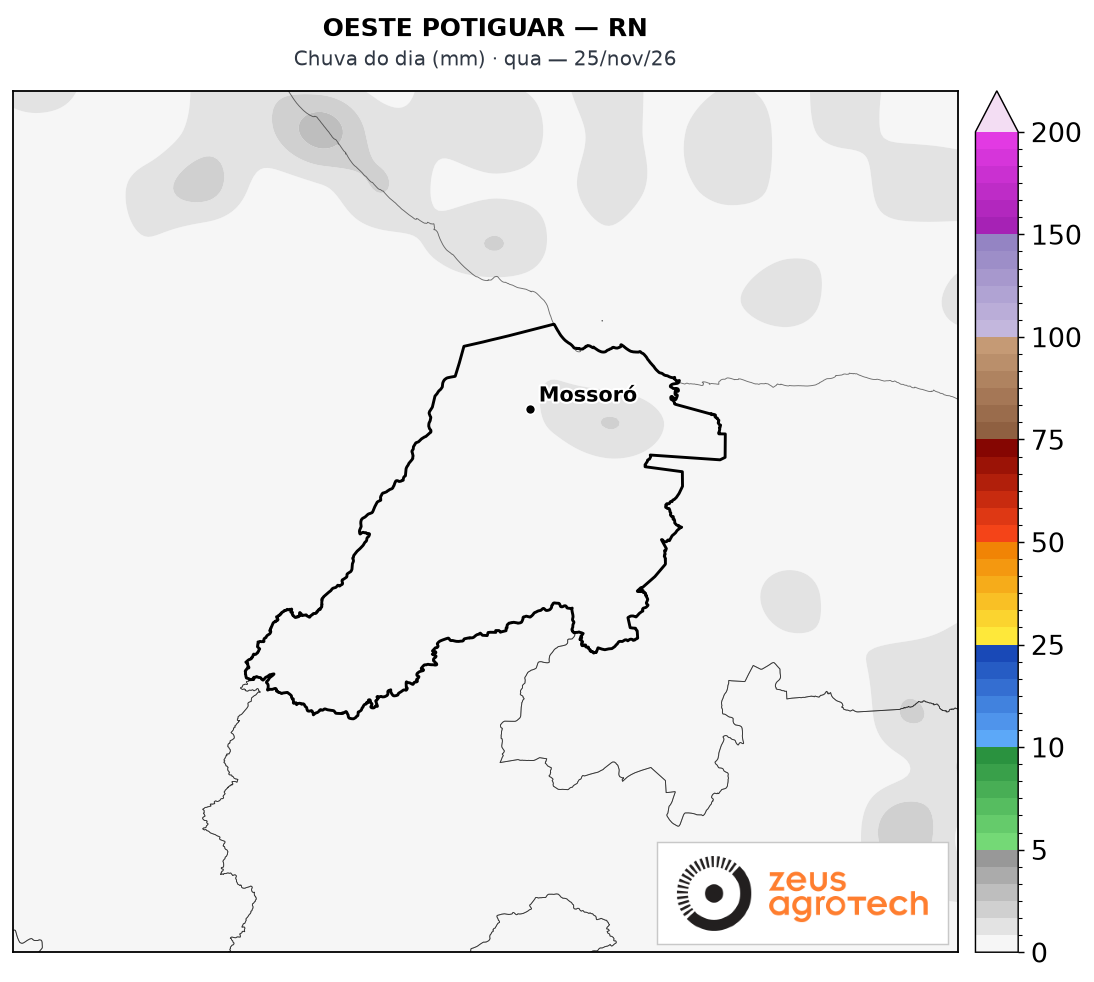 OESTE POTIGUAR — RN
Chuva do dia (mm) · qua — 25/nov/26
200
150
100
75
50
25
10
5
0
Mossoró
zeus
agrotech